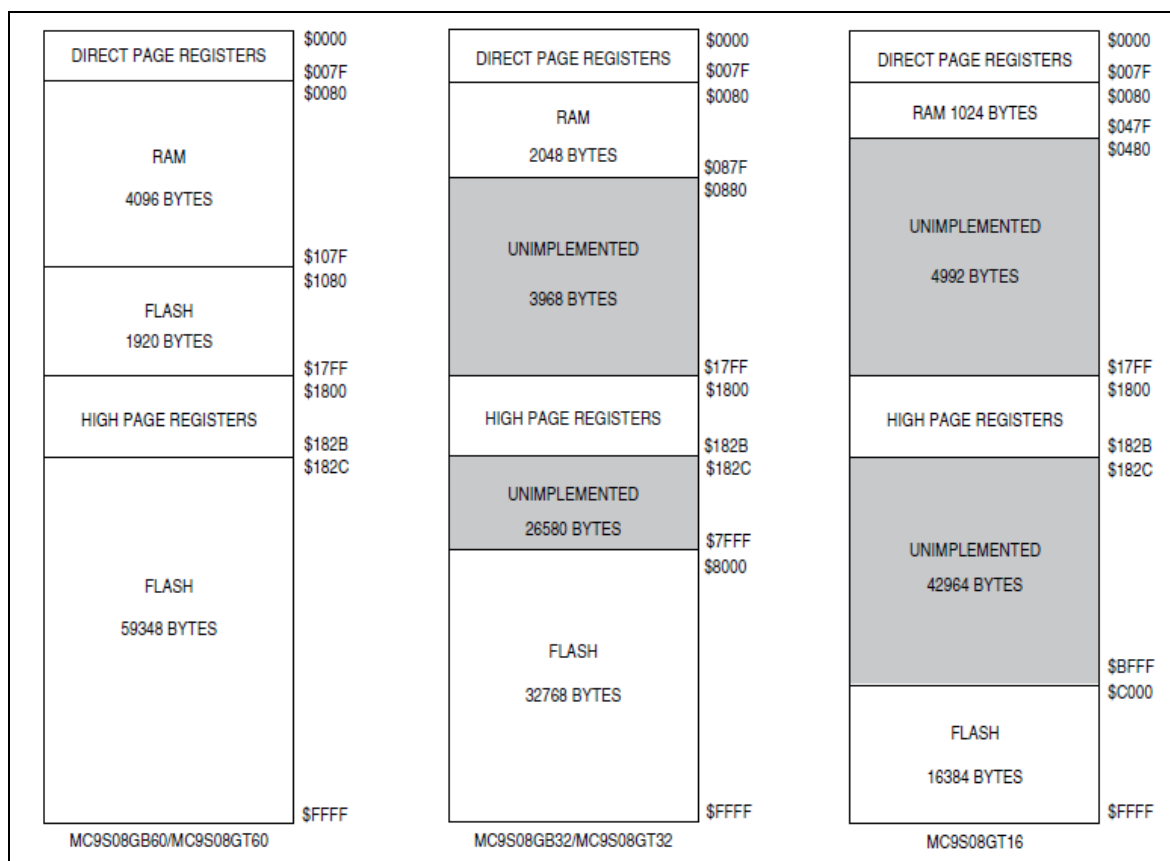 DIRECT PAGE REGISTERS
$0000
$007F
$0080
RAM
4096 BYTES
$107F
$1080
FLASH
1920 BYTES
$17FF
$1800
HIGH PAGE REGISTERS
$182B
$182C
FLASH
59348 BYTES
$FFFF
MC9S08GB60/MC9S08GT60
DIRECT PAGE REGISTERS
$0000
$007F
$0080
RAM
2048 BYTES
$087F
$0880
UNIMPLEMENTED
3968 BYTES
$17FF
$1800
HIGH PAGE REGISTERS
$182B
$182C
UNIMPLEMENTED
26580 BYTES
$7FFF
$8000
FLASH
32768 BYTES
$FFFF
MC9S08GB32/MC9S08GT32
DIRECT PAGE REGISTERS
$0000
$007F
$0080
RAM 1024 BYTES
$047F
$0480
UNIMPLEMENTED
4992 BYTES
$17FF
$1800
HIGH PAGE REGISTERS
$182B
$182C
UNIMPLEMENTED
42964 BYTES
$BFFF
$C000
FLASH
16384 BYTES
$FFFF
MC9S08GT16